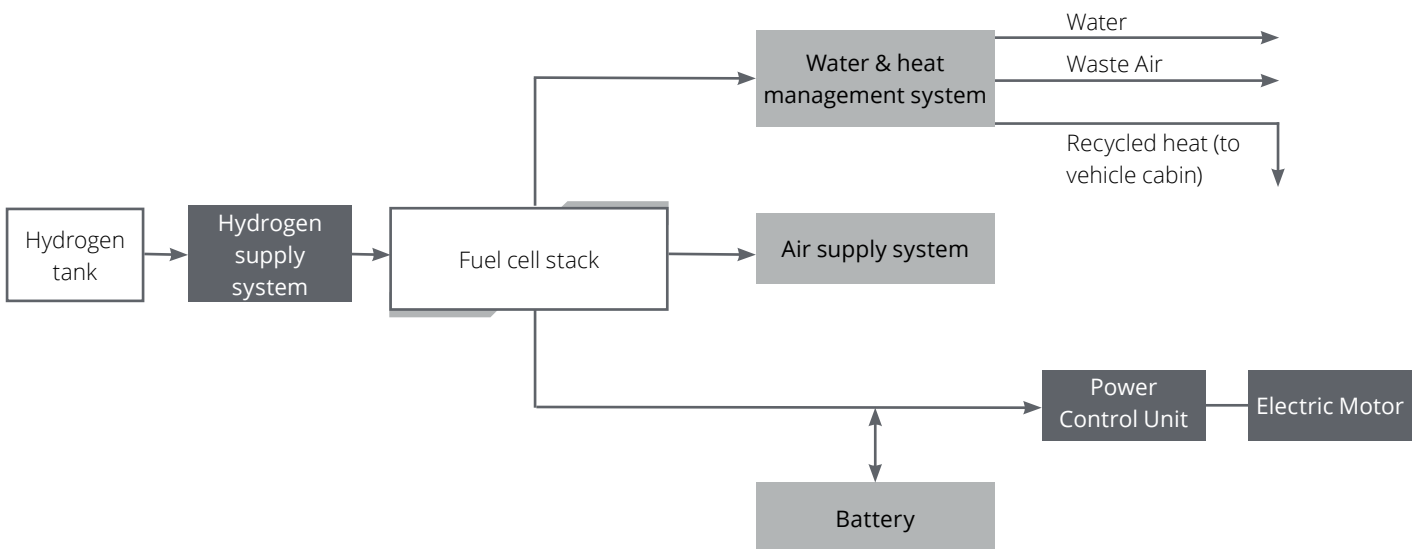 Water
Water & heat
management system
Waste Air
Recycled heat (to
vehicle cabin)
Hydrogen
tank
Hydrogen
supply
system
Fuel cell stack
Air supply system
Power
Control Unit
Electric Motor
Battery